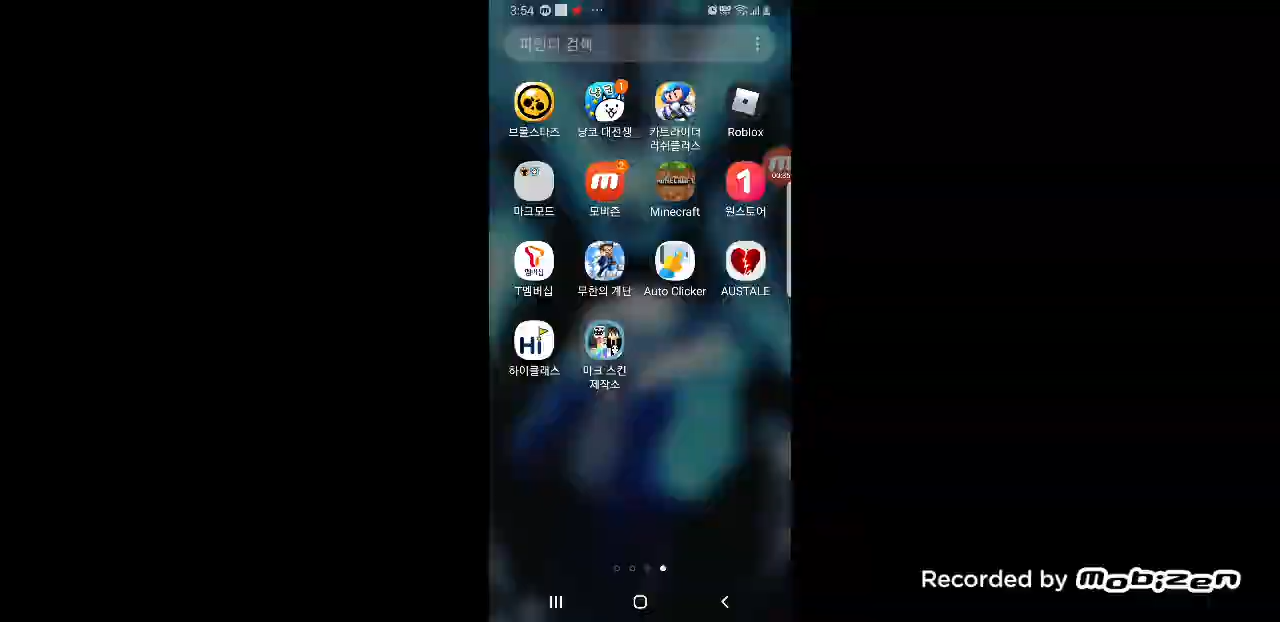 3:54
피인더 검색
브롤스타즈
냥코 대전쟁
카트라이더
러쉬플러스
Roblox
00:35
마크모드
모비즌
Minecraft
원스토어
T멤버십
무한의 계단
Auto Clicker
AUSTALE
Hi
하이클래스
마크 스킨
제작소
Recorded by mobizen